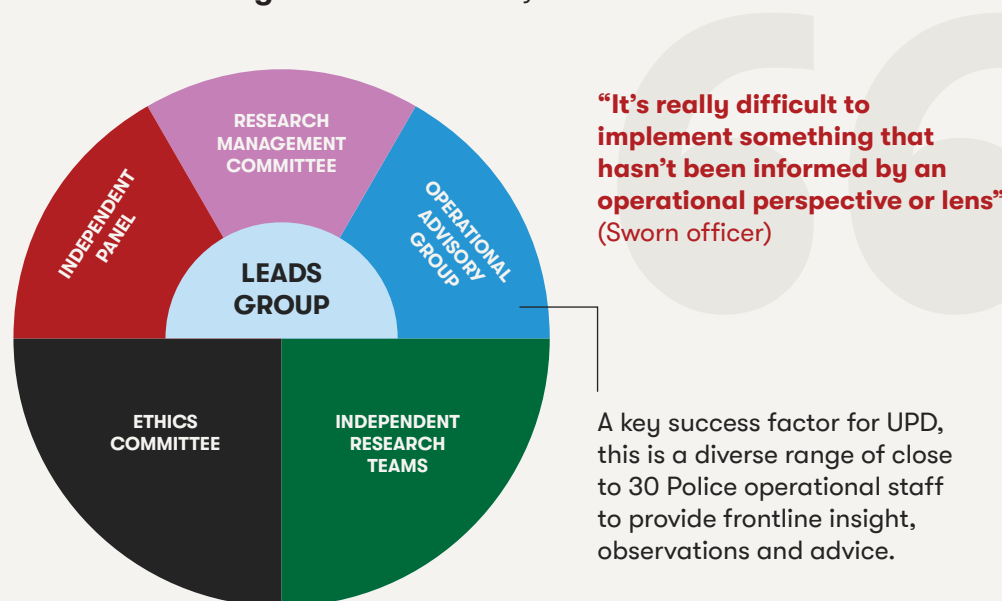 RESEARCH
MANAGEMENT
COMMITTEE
INDEPENDENT
PANEL
OPERATIONAL
ADVISORY
GROUP
LEADS
GROUP
ETHICS
COMMITTEE
INDEPENDENT
RESEARCH
TEAMS
“It’s really difficult to
implement something that
hasn’t been informed by an
operational perspective or lens”
(Sworn officer)
A key success factor for UPD,
this is a diverse range of close
to 30 Police operational staff
to provide frontline insight,
observations and advice.